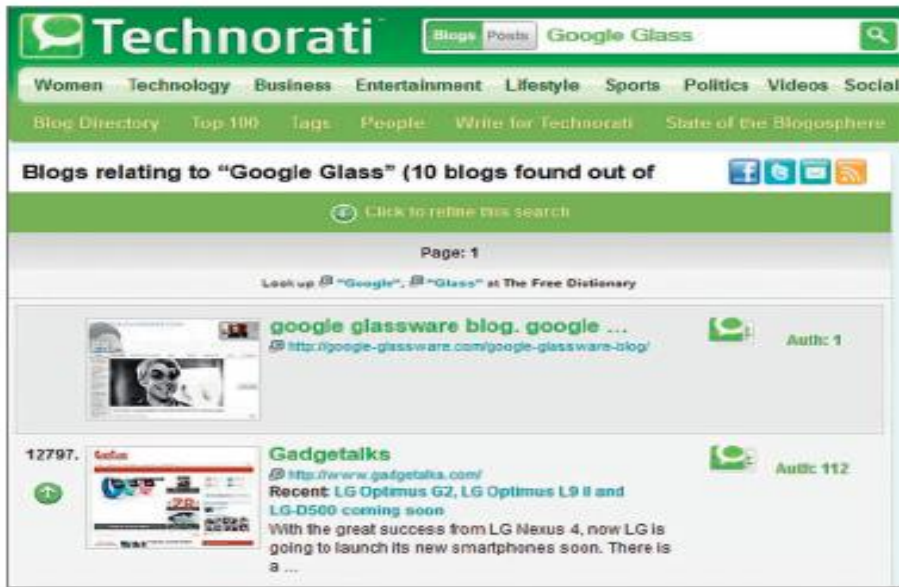 Technorati
Blogs Posts Google Glass
Women Technology Business Entertainment Lifestyle Sports Politics Videos Social
Blog Directory Top 100 Tags People Write for Technorati State of the Blogosphere
Blogs relating to “Google Glass” (10 blogs found out of
Click to refine this search
Page: 1
Look up "Google", "Glass" at The Free Dictionary
google glassware blog. google ...
http://google-glassware.com/google-glassware-blog/
Auth: 1
12797.
Gadgetalks
http://www.gadgetalks.com/
Auth: 112
Recent: LG Optimus G2, LG Optimus L9 II and
LG-D500 coming soon
With the great success from LG Nexus 4, now LG is
going to launch its new smartphones soon. There is
a ...